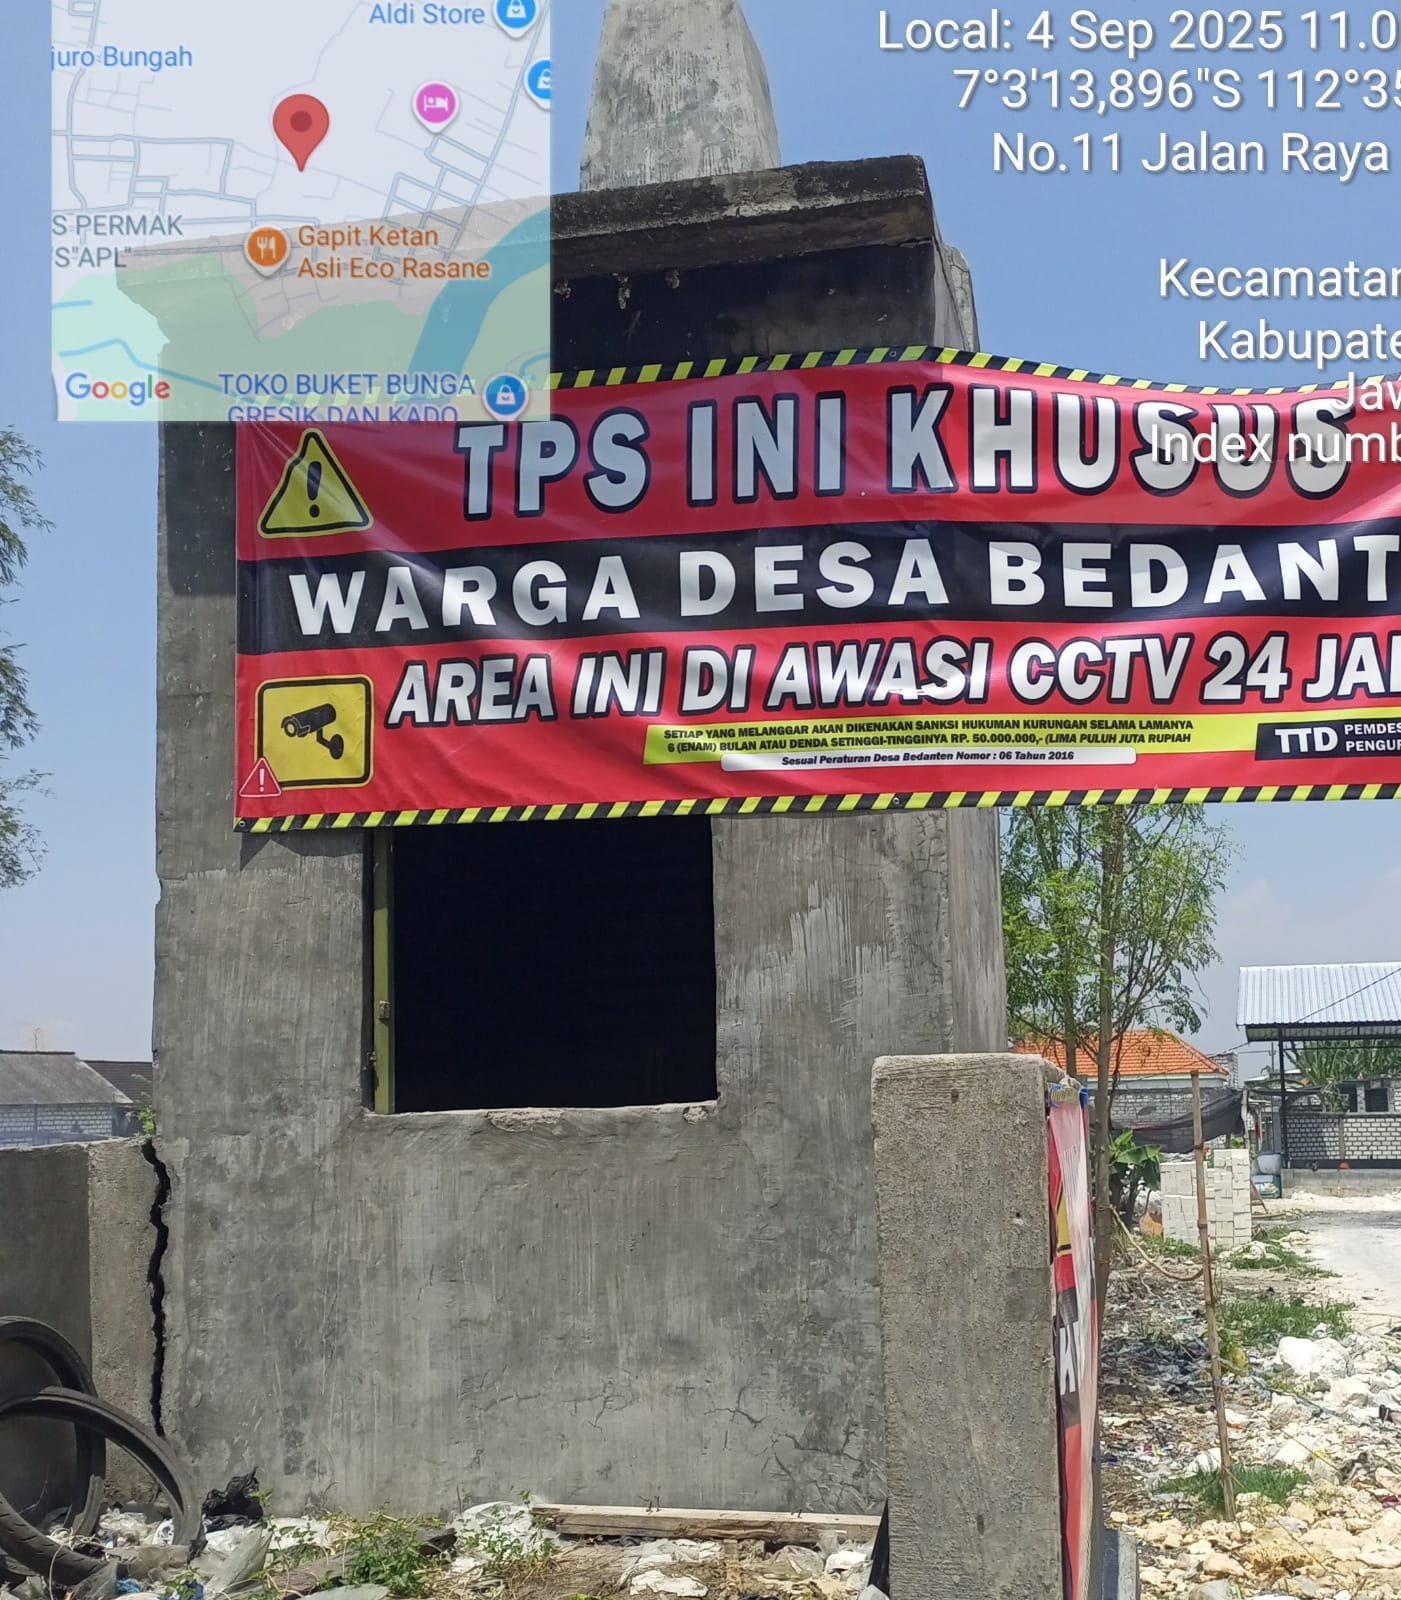 Aldi Store
juro Bungah
S PERMAK
'S"APL"
Gapit Ketan
Asli Eco Rasane
Google
TOKO BUKET BUNGA
GRESIK DAN KADO
Local: 4 Sep 2025 11.0
7°3'13,896"S 112°35
No.11 Jalan Raya
Kecamatan
Kabupate
Jaw
Index numb
TPS INI KHUSUS
WARGA DESA BEDANT
AREA INI DI AWASI CCTV 24 JA
SETIAP YANG MELANGGAR AKAN DIKENAKAN SANKSI HUKUMAN KURUNGAN SELAMA LAMANYA
6 (ENAM) BULAN ATAU DENDA SETINGGI-TINGGINYA RP. 50.000.000,- (LIMA PULUH JUTA RUPIAH
Sesuai Peraturan Desa Bedanten Nomor : 06 Tahun 2016
TTD
PEMDES
PENGUR